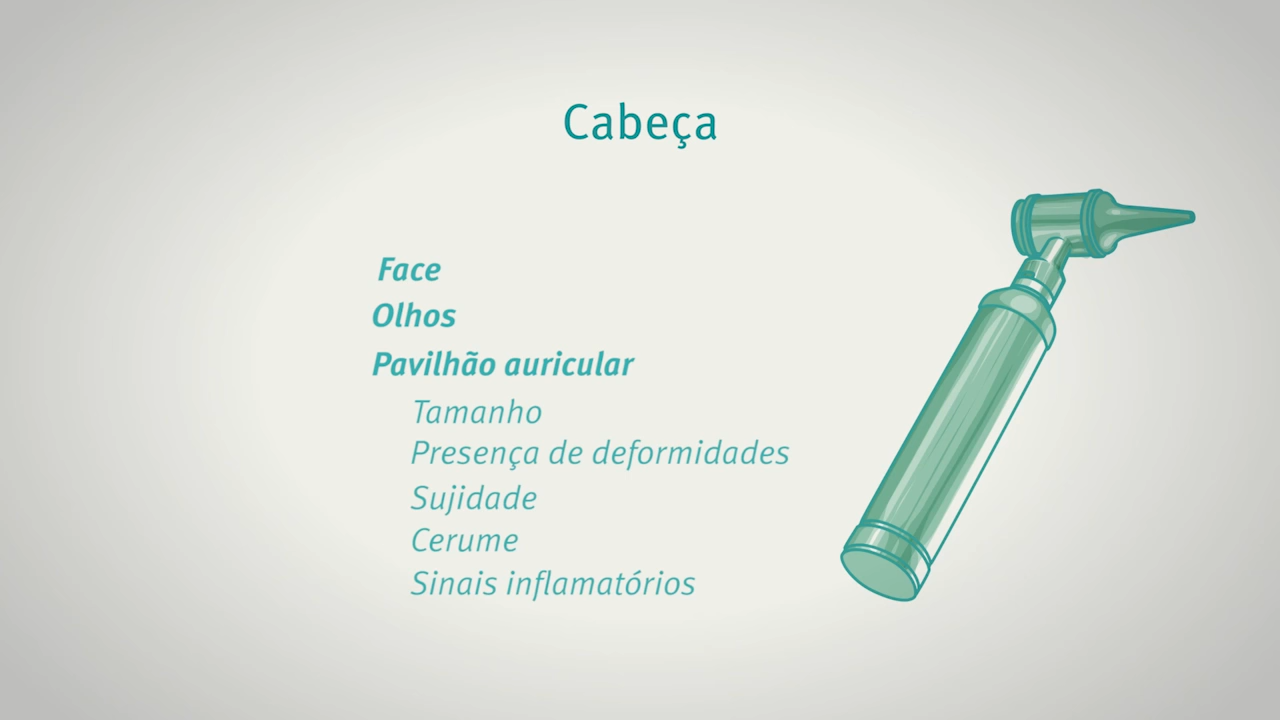 Cabeça
Face
Olhos
Pavilhão auricular
Tamanho
Presença de deformidades
Sujidade
Cerume
Sinais inflamatórios